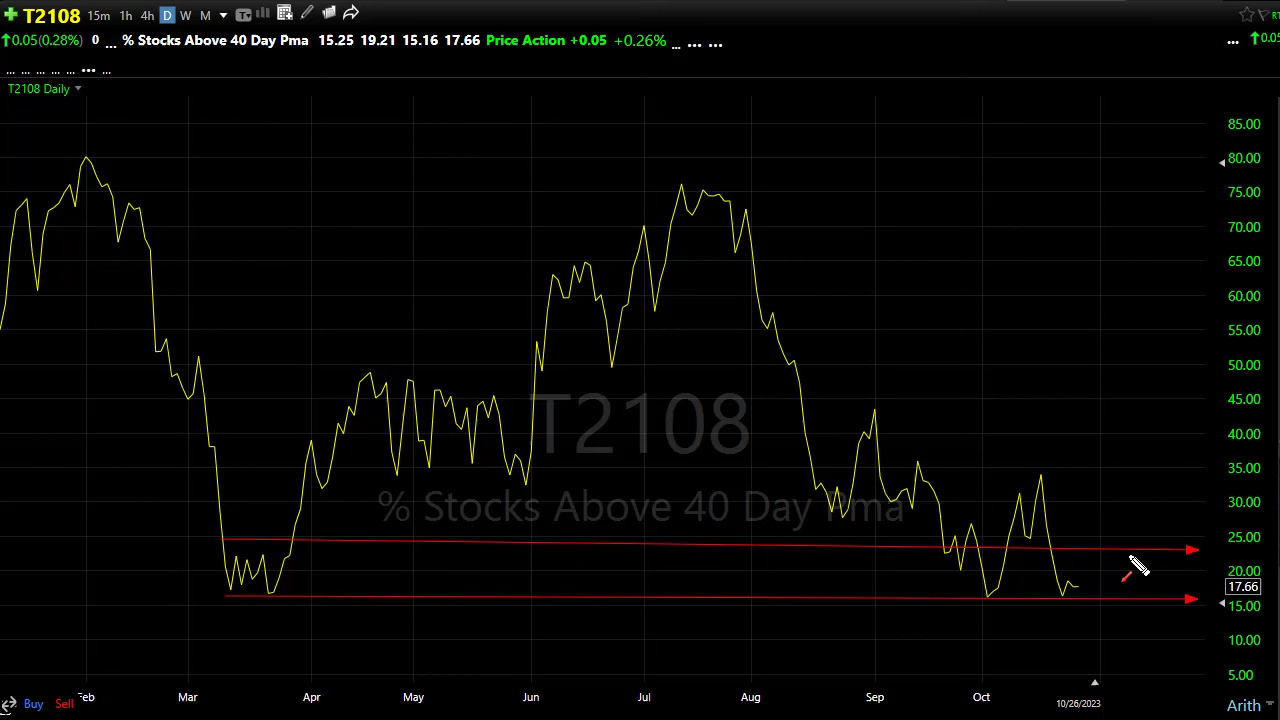 T2108 15m 1h 4h D W M T RT
0.05(0.28%) 0 ... % Stocks Above 40 Day Pma 15.25 19.21 15.16 17.66 Price Action +0.05 +0.26% ... ... ... ... 0.05
... ... ... ... ... ... ...
T2108 Daily
85.00
80.00
75.00
70.00
65.00
60.00
55.00
50.00
45.00
T2108
40.00
35.00
% Stocks Above 40 Day Pma
30.00
25.00
20.00
17.66
15.00
10.00
5.00
Feb Mar Apr May Jun Jul Aug Sep Oct
Buy Sell 10/26/2023 Arith